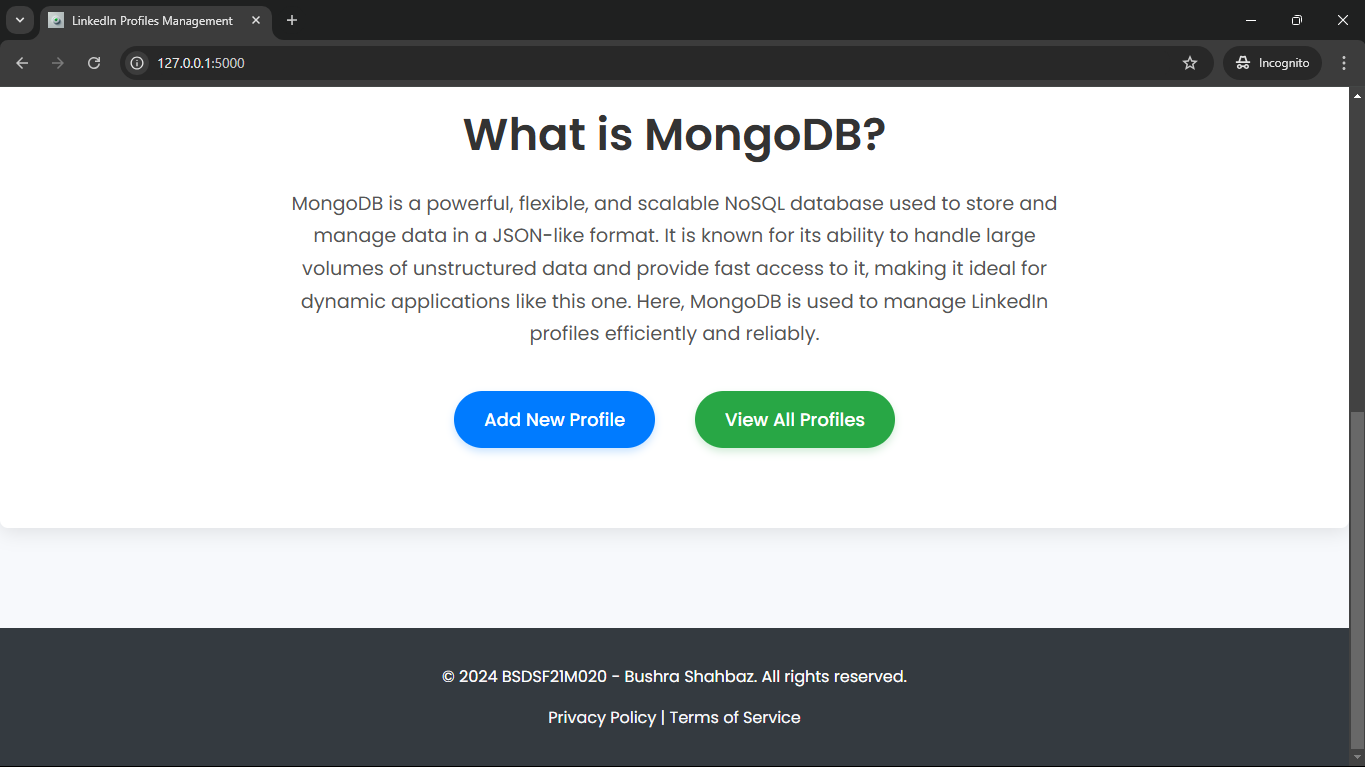 LinkedIn Profiles Management
127.0.0.1:5000
Incognito
What is MongoDB?
MongoDB is a powerful, flexible, and scalable NoSQL database used to store and
manage data in a JSON-like format. It is known for its ability to handle large
volumes of unstructured data and provide fast access to it, making it ideal for
dynamic applications like this one. Here, MongoDB is used to manage LinkedIn
profiles efficiently and reliably.
Add New Profile
View All Profiles
© 2024 BSDSF21M020 - Bushra Shahbaz. All rights reserved.
Privacy Policy | Terms of Service